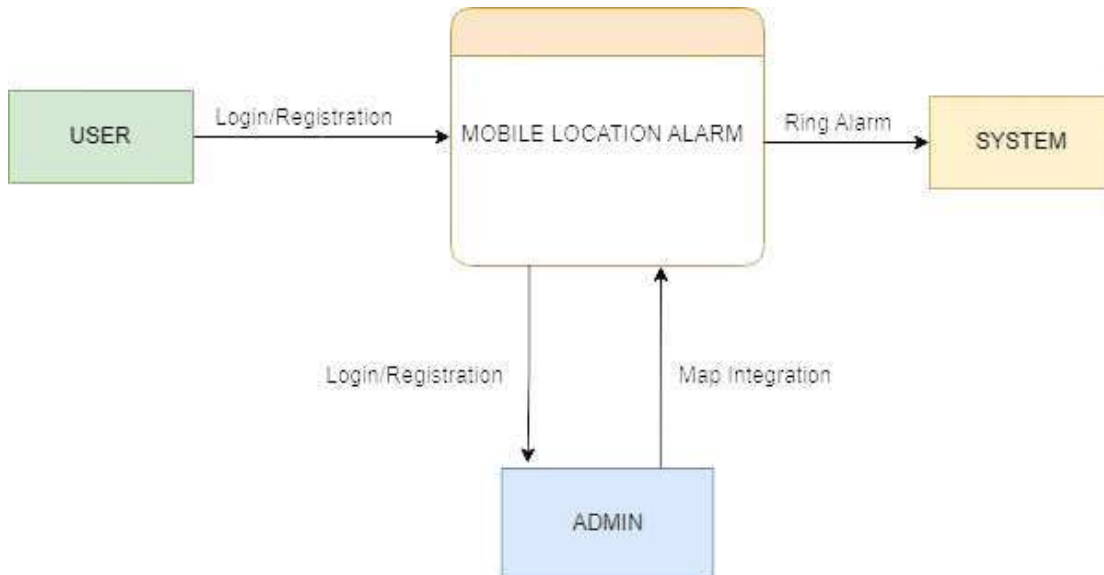 USER
Login/Registration
MOBILE LOCATION ALARM
Ring Alarm
SYSTEM
Login/Registration
Map Integration
ADMIN